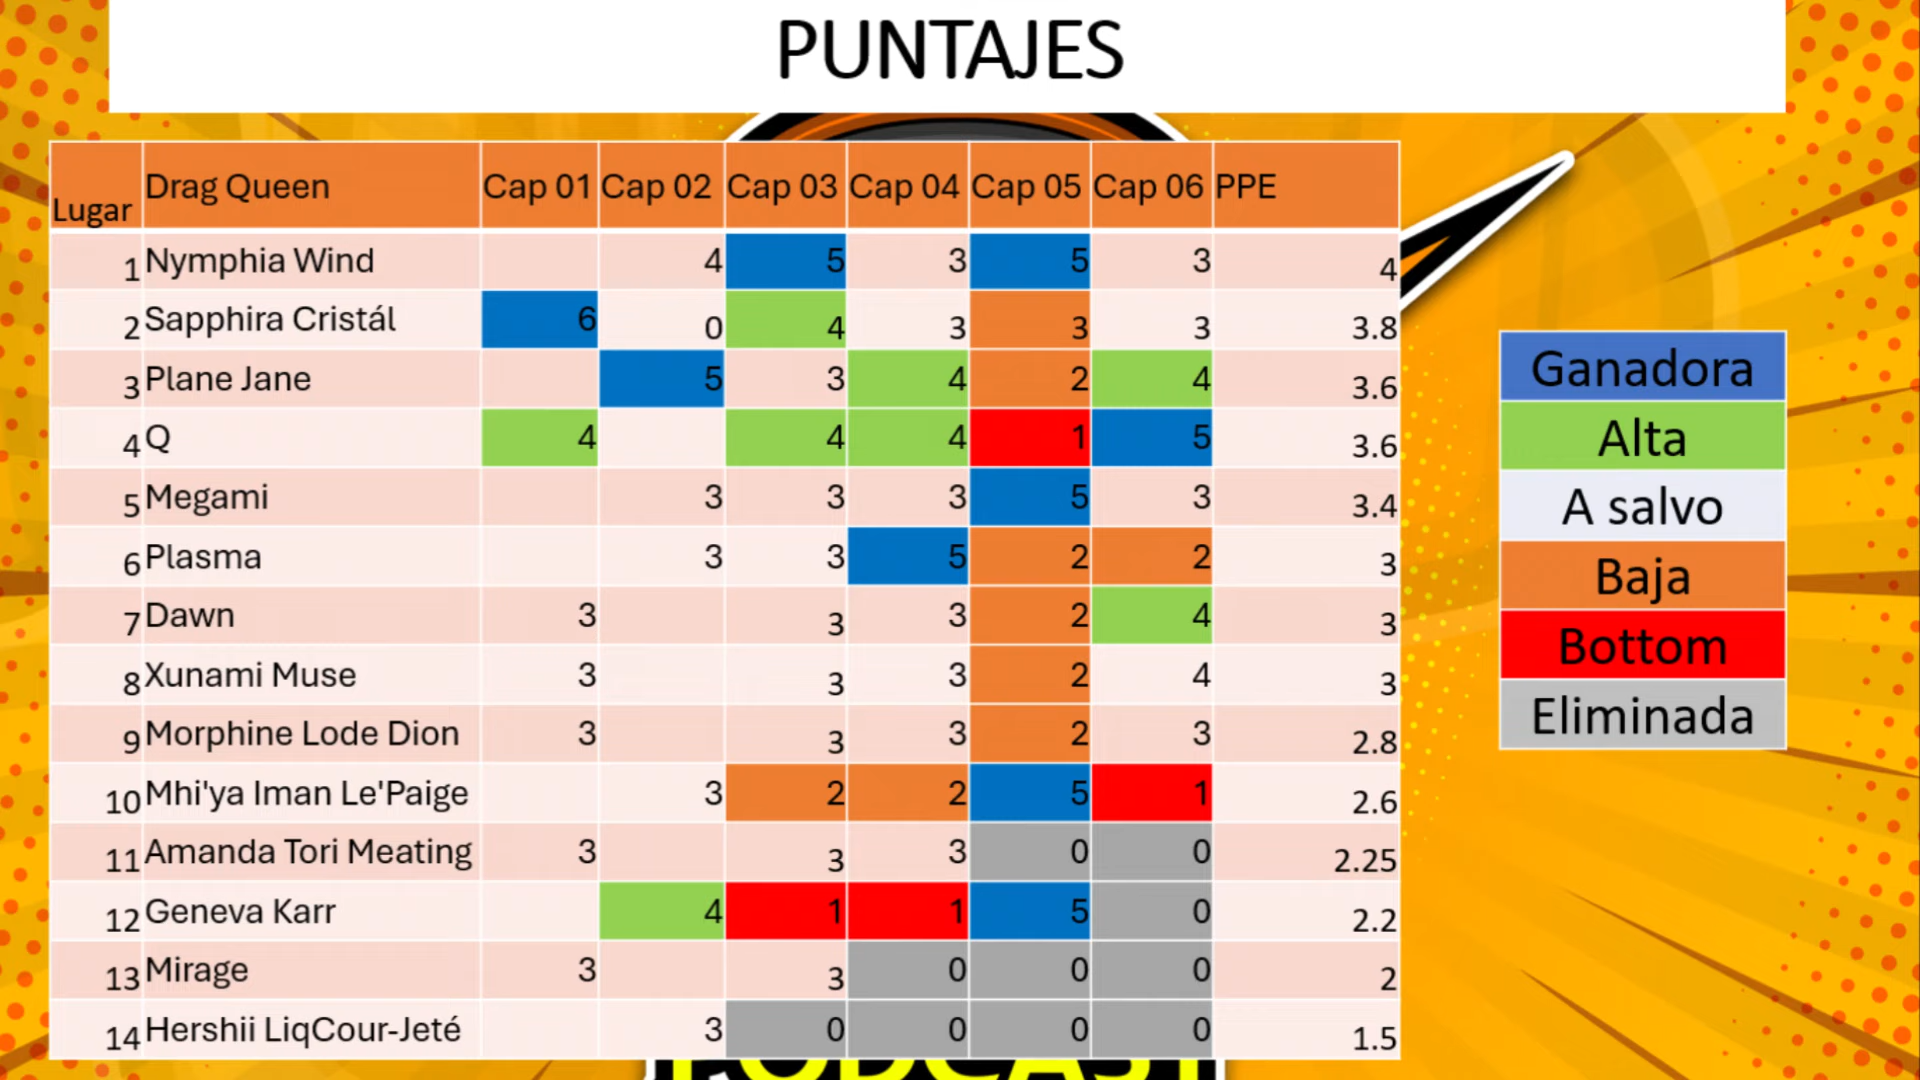 PUNTAJES
Lugar Drag Queen Cap 01 Cap 02 Cap 03 Cap 04 Cap 05 Cap 06 PPE
1 Nymphia Wind 4 5 3 5 3 4
2 Sapphira Cristál 6 0 4 3 3 3 3.8
3 Plane Jane 5 3 4 2 4 3.6
4 Q 4 4 4 1 5 3.6
5 Megami 3 3 3 5 3 3.4
6 Plasma 3 3 5 2 2 3
7 Dawn 3 3 3 2 4 3
8 Xunami Muse 3 3 3 2 4 3
9 Morphine Lode Dion 3 3 3 2 3 2.8
10 Mhi'ya Iman Le'Paige 3 2 2 5 1 2.6
11 Amanda Tori Meating 3 3 3 0 0 2.25
12 Geneva Karr 4 1 1 5 0 2.2
13 Mirage 3 3 0 0 0 2
14 Hershii LiqCour-Jeté 3 0 0 0 0 1.5
Ganadora
Alta
A salvo
Baja
Bottom
Eliminada
PODCAST